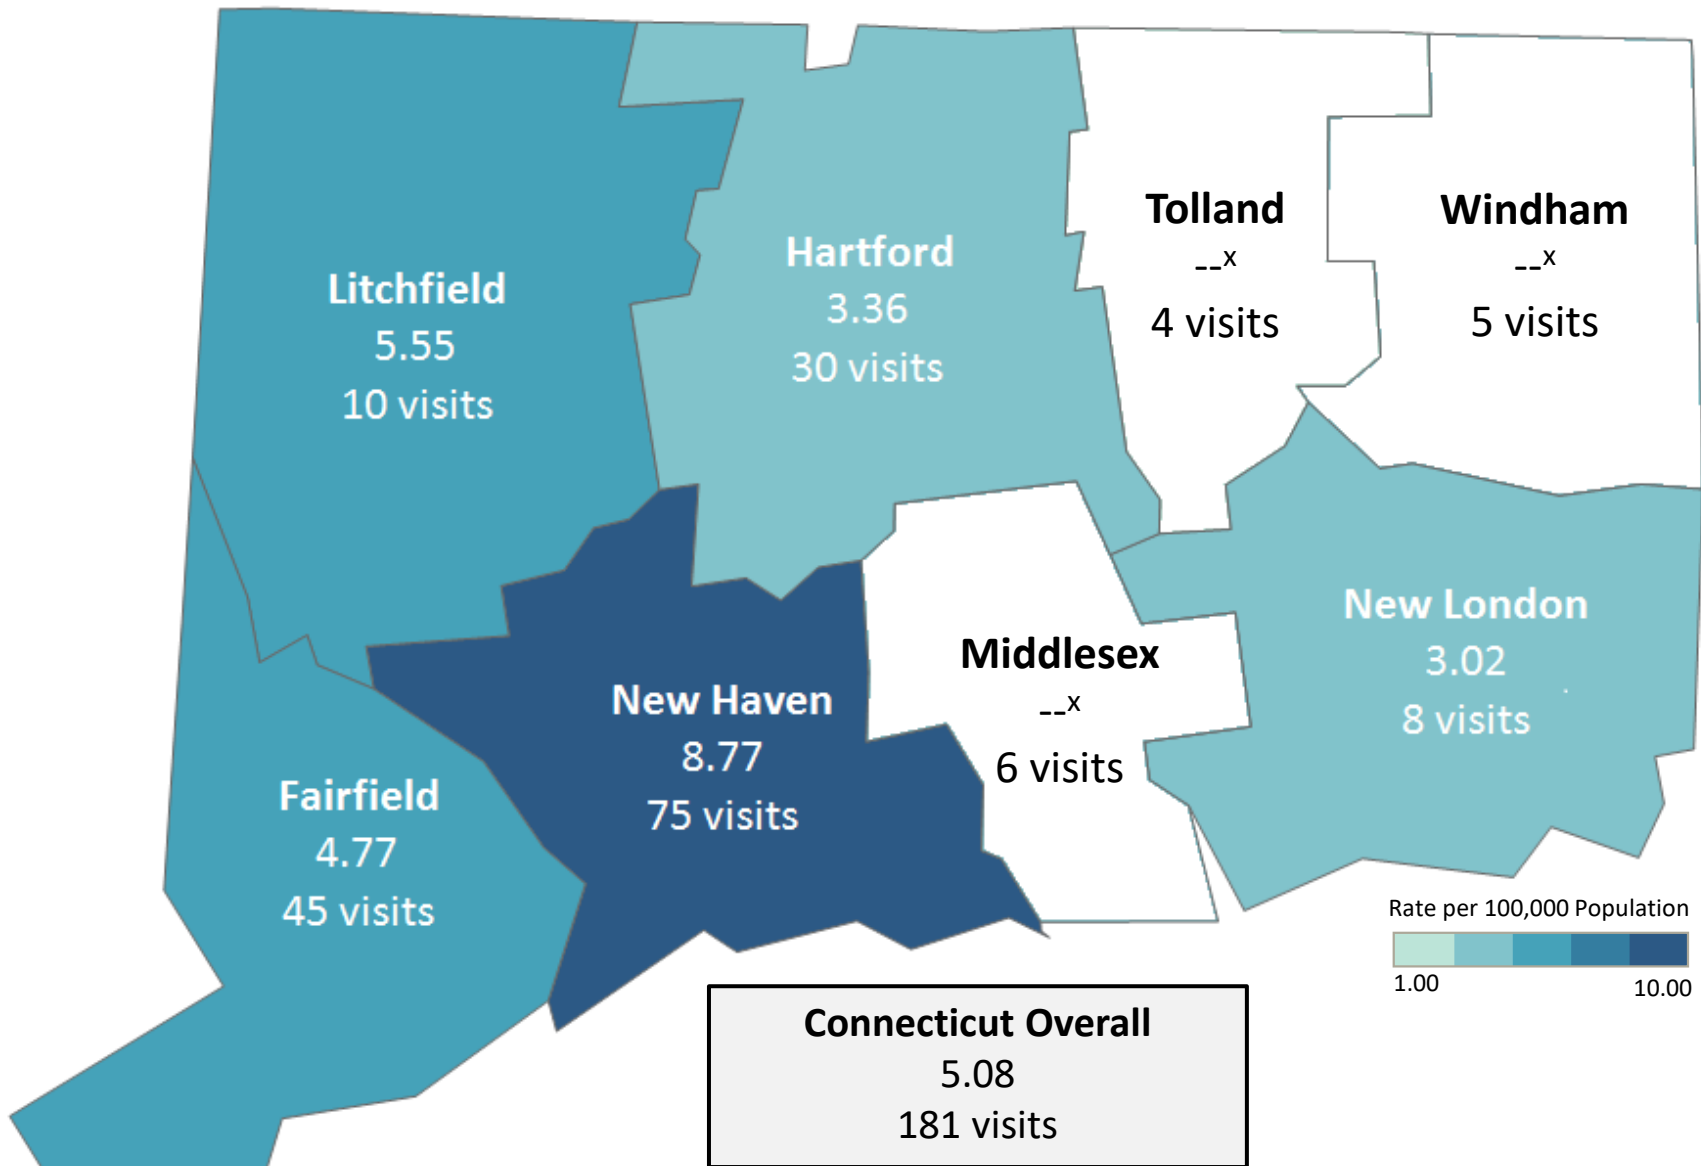 Litchfield
5.55
10 visits
Hartford
3.36
30 visits
Tolland
--x
4 visits
Windham
--x
5 visits
Fairfield
4.77
45 visits
New Haven
8.77
75 visits
Middlesex
--x
6 visits
New London
3.02
8 visits
Rate per 100,000 Population
1.00 10.00
Connecticut Overall
5.08
181 visits